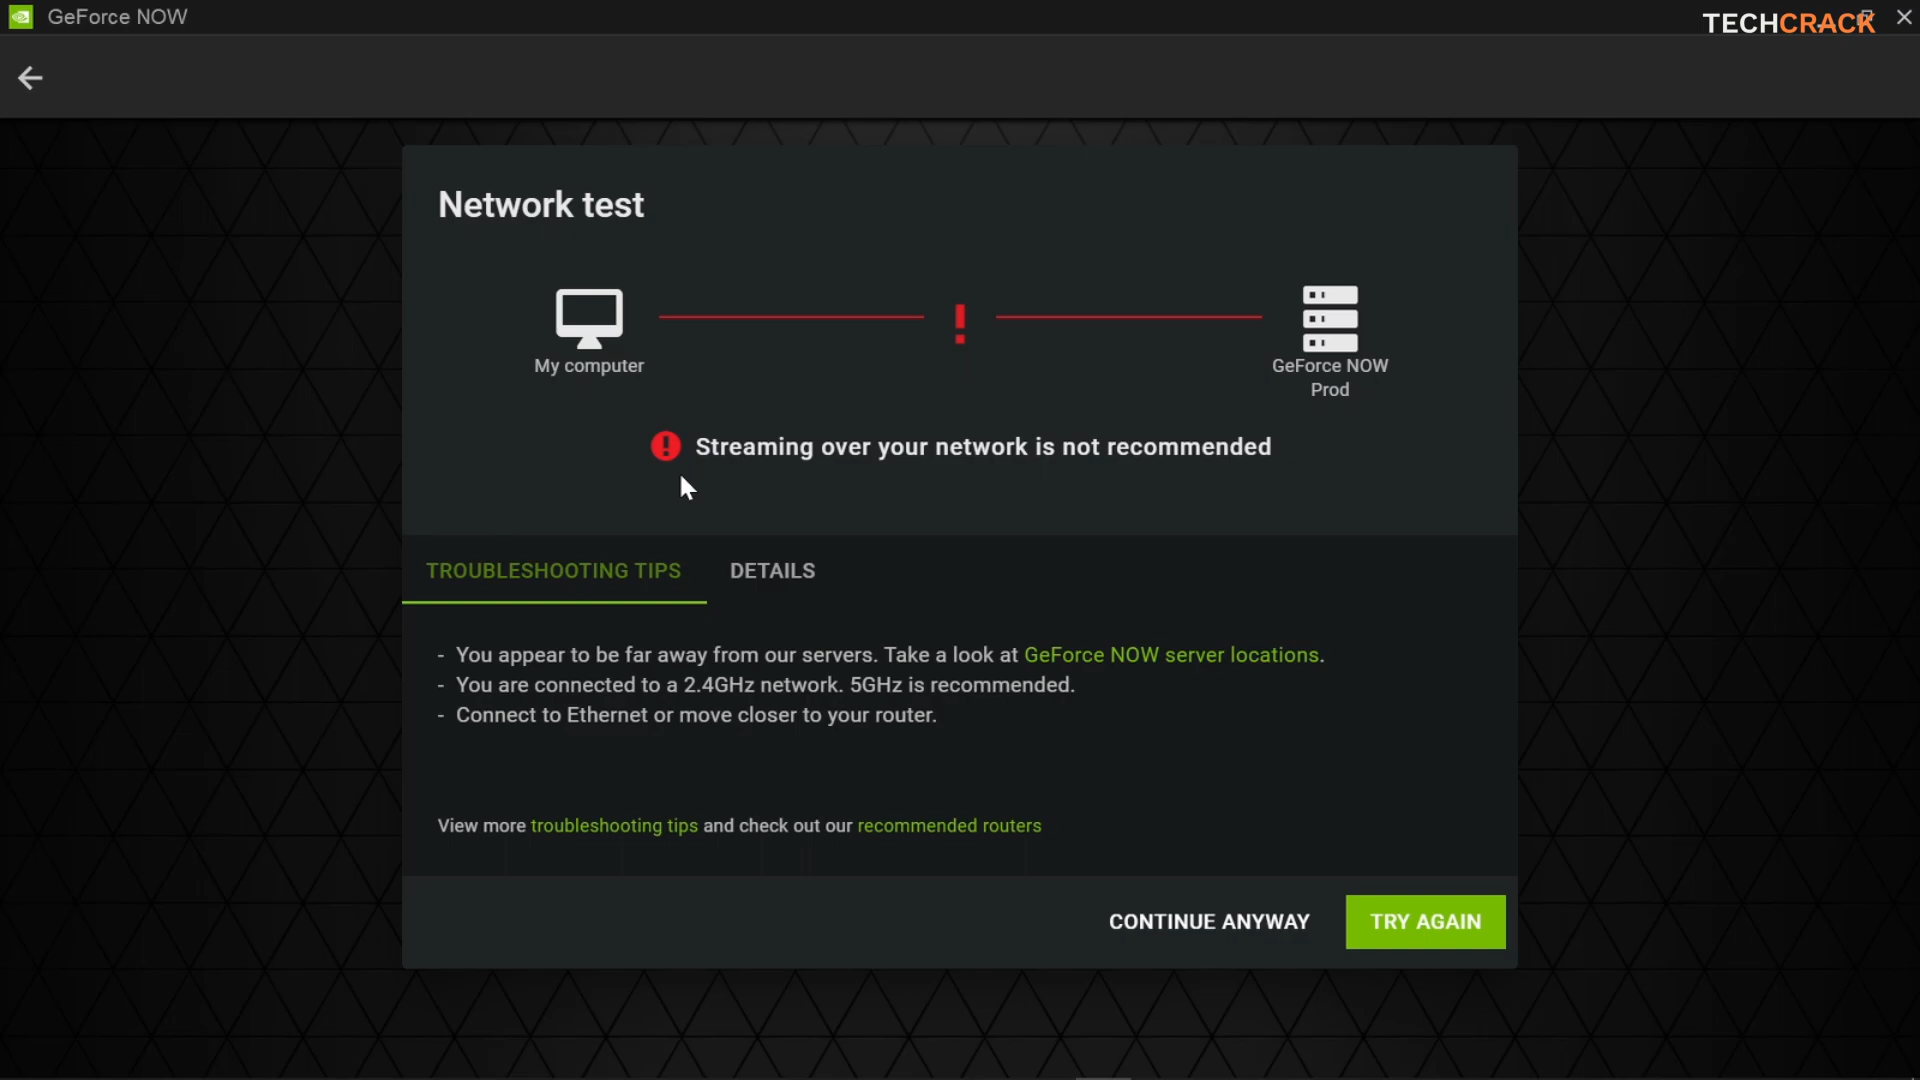 GeForce NOW
TECHCRACK
Network test
My computer
GeForce NOW
Prod
Streaming over your network is not recommended
TROUBLESHOOTING TIPS
DETAILS
- You appear to be far away from our servers. Take a look at GeForce NOW server locations.
- You are connected to a 2.4GHz network. 5GHz is recommended.
- Connect to Ethernet or move closer to your router.
View more troubleshooting tips and check out our recommended routers
CONTINUE ANYWAY
TRY AGAIN